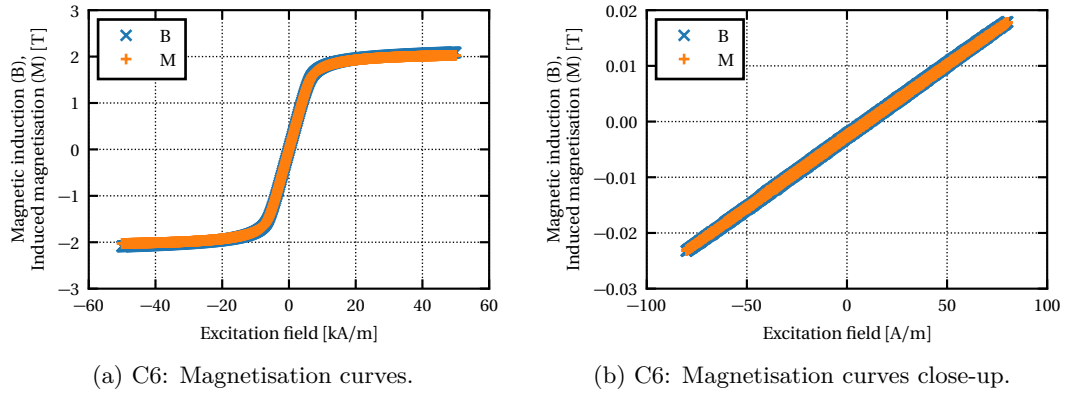 3
2
1
0
−1
−2
−3
−60
−40
−20
0
20
40
60
Magnetic induction (B),
Induced magnetisation (M) [T]
Excitation field [kA/m]
B
M
(a) C6: Magnetisation curves.
0.02
0.01
0.00
−0.01
−0.02
−0.03
−100
−50
0
50
100
Magnetic induction (B),
Induced magnetisation (M) [T]
Excitation field [A/m]
B
M
(b) C6: Magnetisation curves close-up.